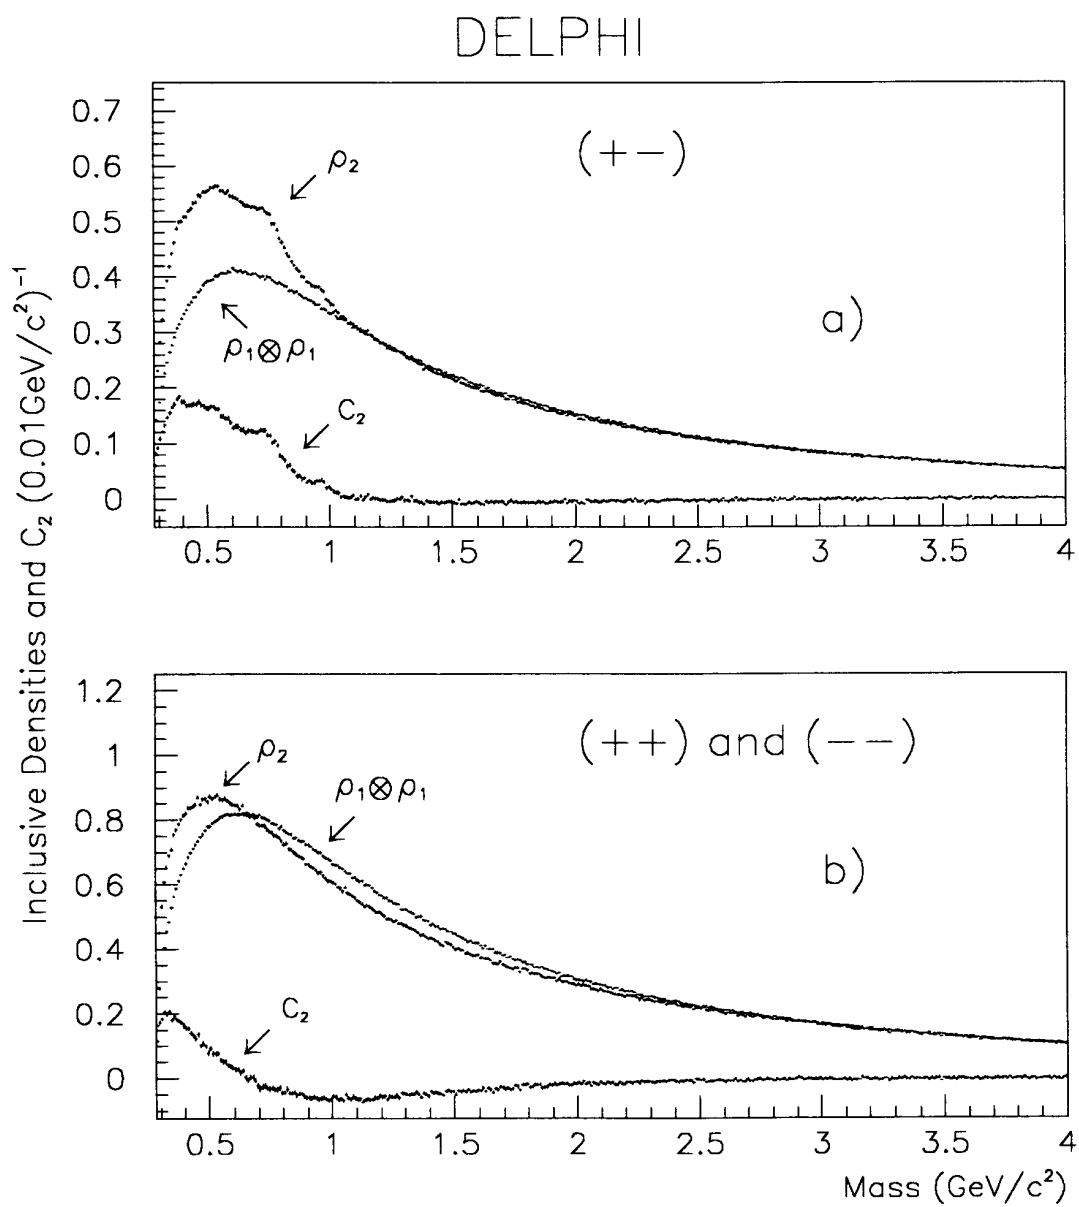 DELPHI
Inclusive Densities and C₂ (0.01GeV/c²)⁻¹
0.7
0.6
0.5
0.4
0.3
0.2
0.1
0
(+−)
ρ₂
ρ₁⊗ρ₁
C₂
a)
0.5 1 1.5 2 2.5 3 3.5 4
1.2
1
0.8
0.6
0.4
0.2
0
(++) and (−−)
ρ₂
ρ₁⊗ρ₁
C₂
b)
0.5 1 1.5 2 2.5 3 3.5 4
Mass (GeV/c²)